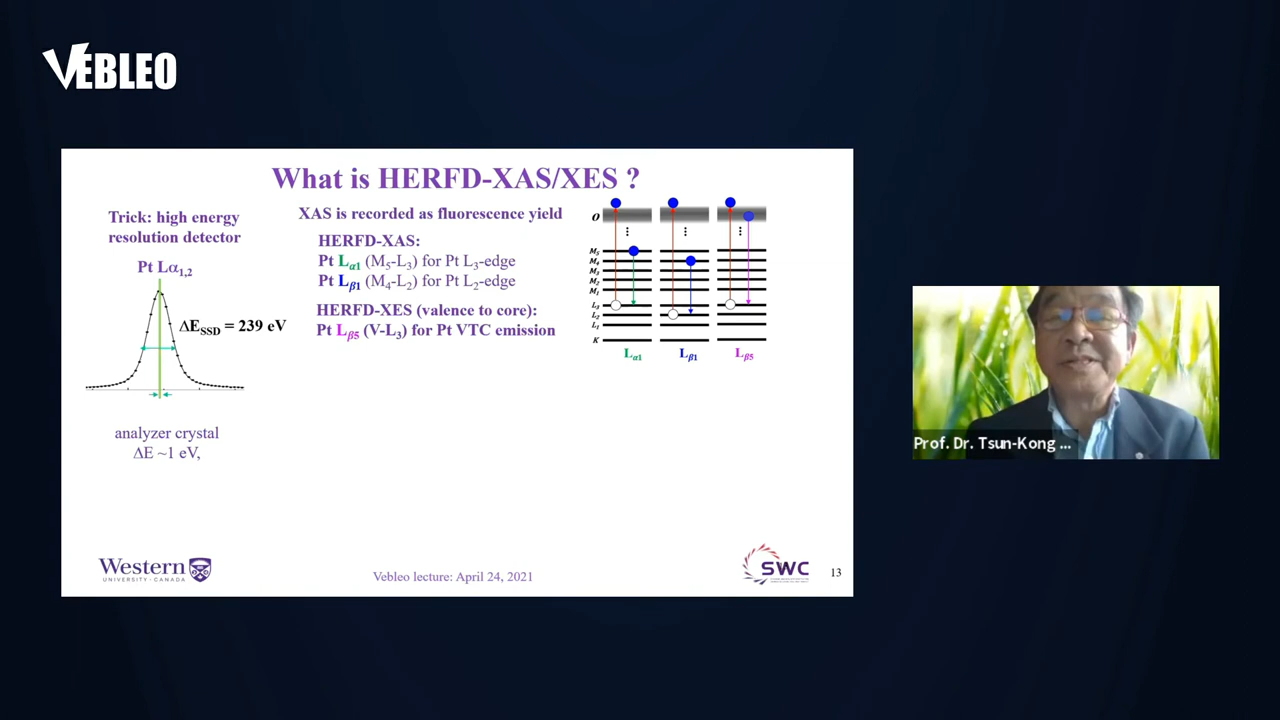 VEBLEO
What is HERFD-XAS/XES ?
Trick: high energy
resolution detector
Pt Lα1,2
ΔESSD = 239 eV
analyzer crystal
ΔE ~1 eV,
XAS is recorded as fluorescence yield
HERFD-XAS:
Pt Lα1 (M5-L3) for Pt L3-edge
Pt Lβ1 (M4-L2) for Pt L2-edge
HERFD-XES (valence to core):
Pt Lβ5 (V-L3) for Pt VTC emission
O
M5
M4
M3
M2
M1
L3
L2
L1
K
Lα1
Lβ1
Lβ5
Prof. Dr. Tsun-Kong ...
Western
UNIVERSITY · CANADA
Vebleo lecture: April 24, 2021
SWC
13